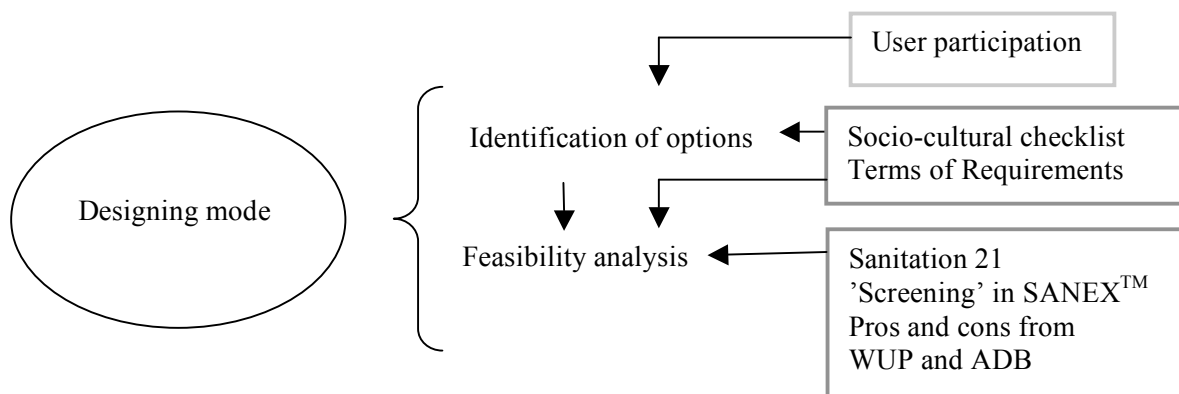 User participation
Identification of options
Socio-cultural checklist
Terms of Requirements
Designing mode
Feasibility analysis
Sanitation 21
’Screening’ in SANEX™
Pros and cons from
WUP and ADB